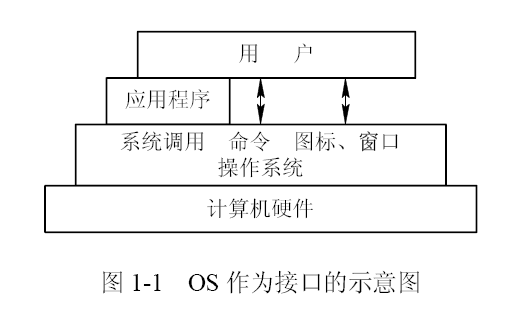 用 户
应用程序
系统调用 命令 图标、窗口
操作系统
计算机硬件
图 1-1 OS 作为接口的示意图